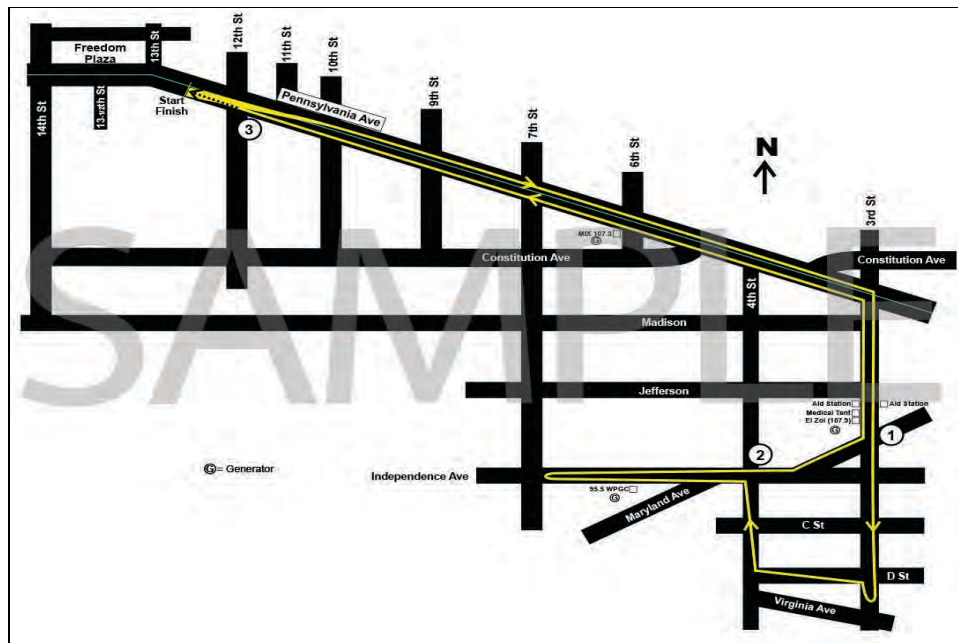 14th St
Freedom
Plaza
13th St
13-1/2th St
12th St
11th St
10th St
9th St
7th St
6th St
3rd St
4th St
N
Start
Finish
Pennsylvania Ave
3
MIX 107.3
G
Constitution Ave
Constitution Ave
SAMPLE
Madison
Jefferson
Aid Station
Aid Station
Medical Tent
El Zol (107.9)
G
1
2
G = Generator
Independence Ave
95.5 WPGC
G
Maryland Ave
C St
D St
Virginia Ave